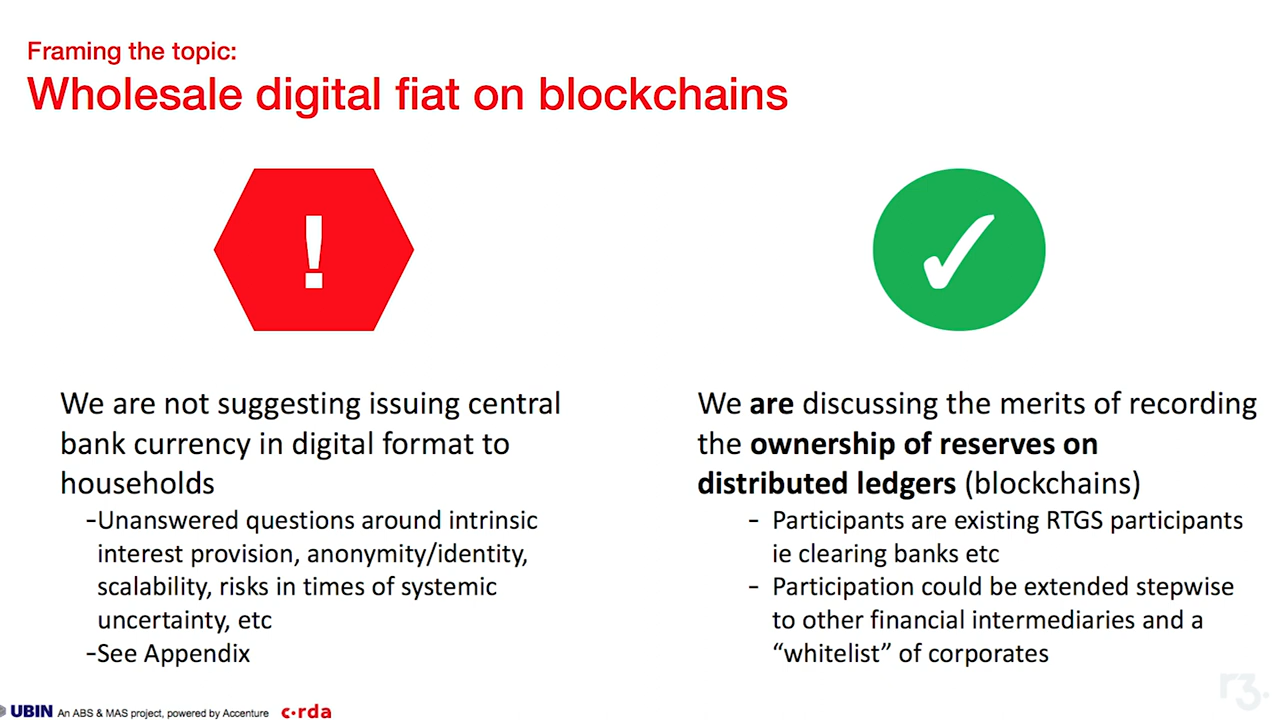 Framing the topic:
Wholesale digital fiat on blockchains
!
We are not suggesting issuing central
bank currency in digital format to
households
-Unanswered questions around intrinsic
interest provision, anonymity/identity,
scalability, risks in times of systemic
uncertainty, etc
-See Appendix
We are discussing the merits of recording
the ownership of reserves on
distributed ledgers (blockchains)
- Participants are existing RTGS participants
ie clearing banks etc
- Participation could be extended stepwise
to other financial intermediaries and a
“whitelist” of corporates
UBIN An ABS & MAS project, powered by Accenture c·rda
r3.